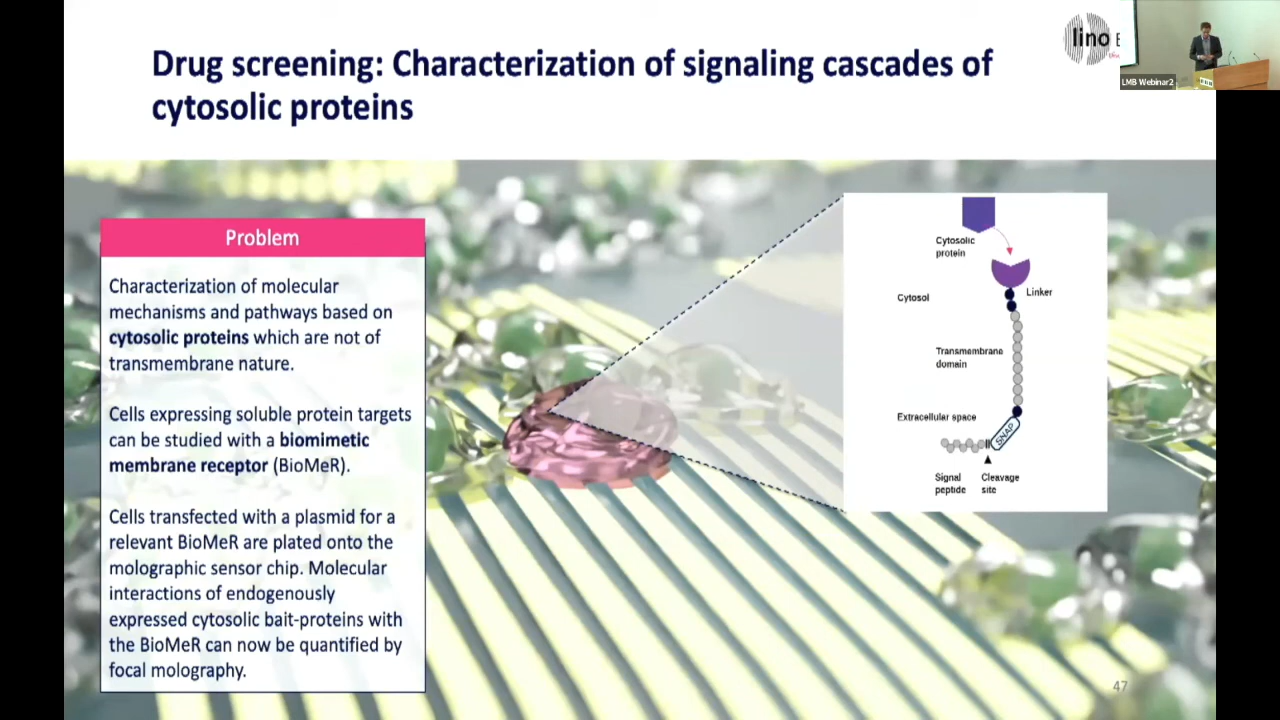 Drug screening: Characterization of signaling cascades of
cytosolic proteins
lino
LMB Webinar2
Problem
Characterization of molecular
mechanisms and pathways based on
cytosolic proteins which are not of
transmembrane nature.
Cells expressing soluble protein targets
can be studied with a biomimetic
membrane receptor (BioMeR).
Cells transfected with a plasmid for a
relevant BioMeR are plated onto the
molographic sensor chip. Molecular
interactions of endogenously
expressed cytosolic bait-proteins with
the BioMeR can now be quantified by
focal molography.
Cytosolic
protein
Linker
Cytosol
Transmembrane
domain
Extracellular space
SNAP
Signal
peptide
Cleavage
site
47